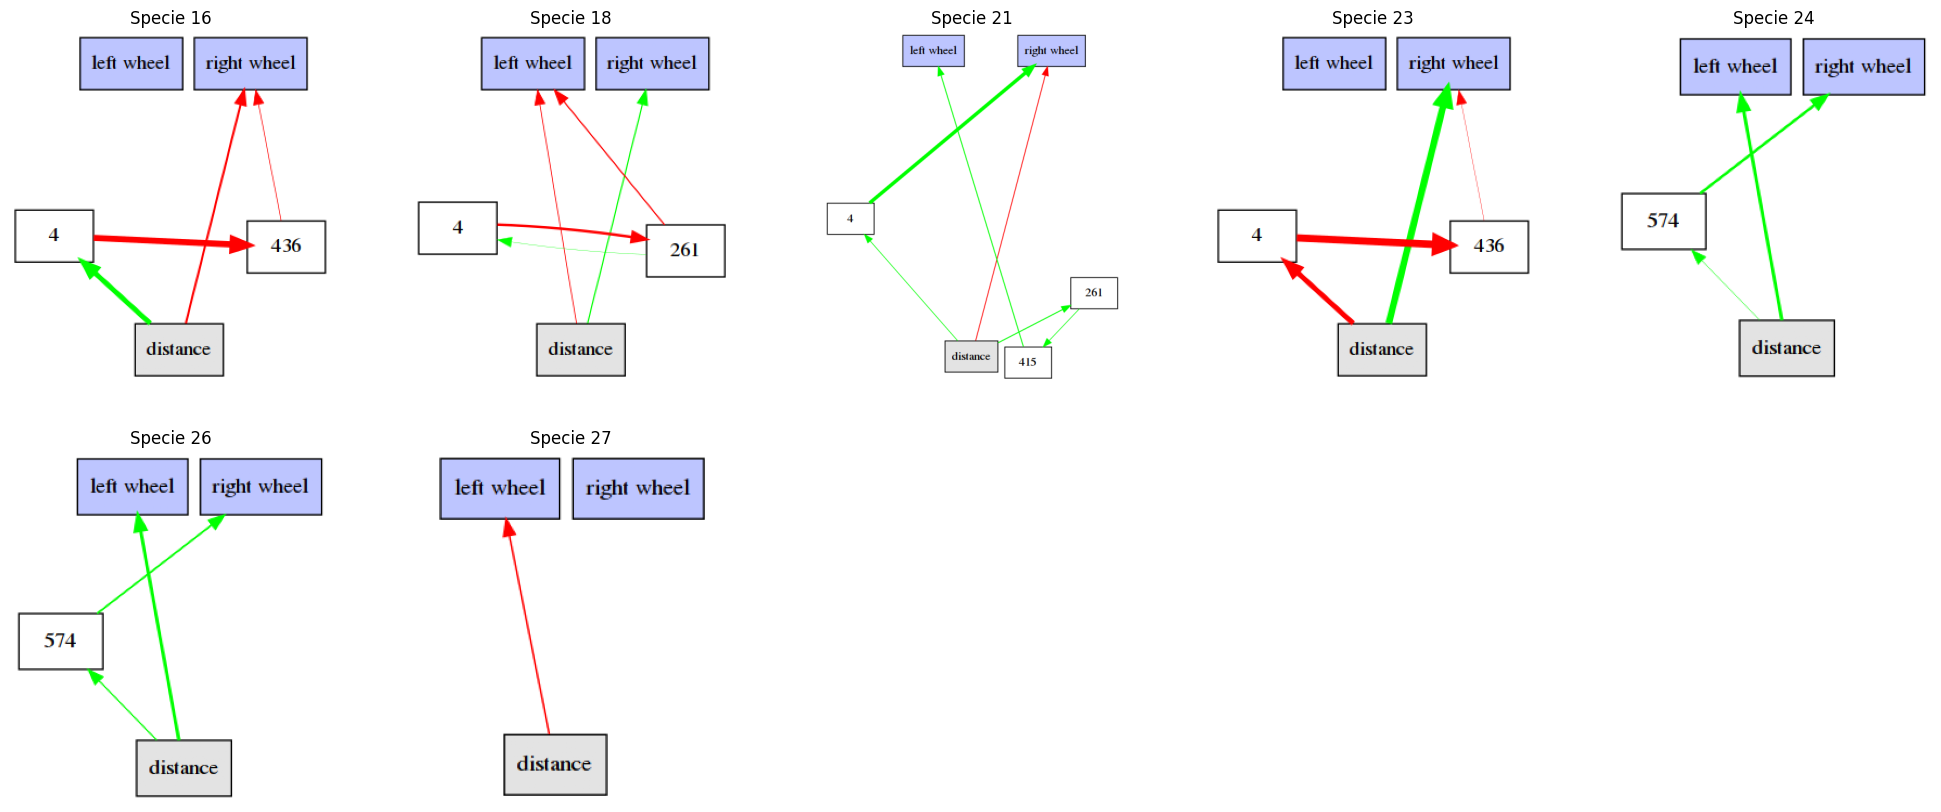 Specie 16
left wheel
right wheel
4
436
distance
Specie 18
left wheel
right wheel
4
261
distance
Specie 21
left wheel
right wheel
4
261
distance
415
Specie 23
left wheel
right wheel
4
436
distance
Specie 24
left wheel
right wheel
574
distance
Specie 26
left wheel
right wheel
574
distance
Specie 27
left wheel
right wheel
distance